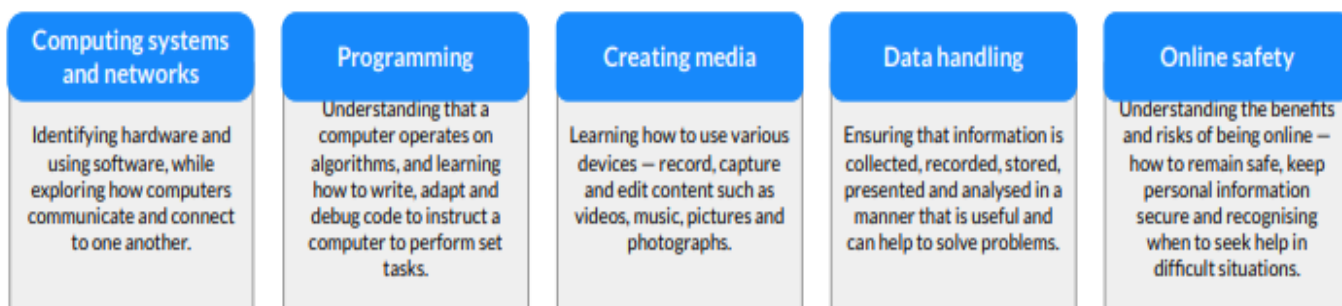 Computing systems
and networks
Identifying hardware and
using software, while
exploring how computers
communicate and connect
to one another.
Programming
Understanding that a
computer operates on
algorithms, and learning
how to write, adapt and
debug code to instruct a
computer to perform set
tasks.
Creating media
Learning how to use various
devices — record, capture
and edit content such as
videos, music, pictures and
photographs.
Data handling
Ensuring that information is
collected, recorded, stored,
presented and analysed in a
manner that is useful and
can help to solve problems.
Online safety
Understanding the benefits
and risks of being online —
how to remain safe, keep
personal information
secure and recognising
when to seek help in
difficult situations.